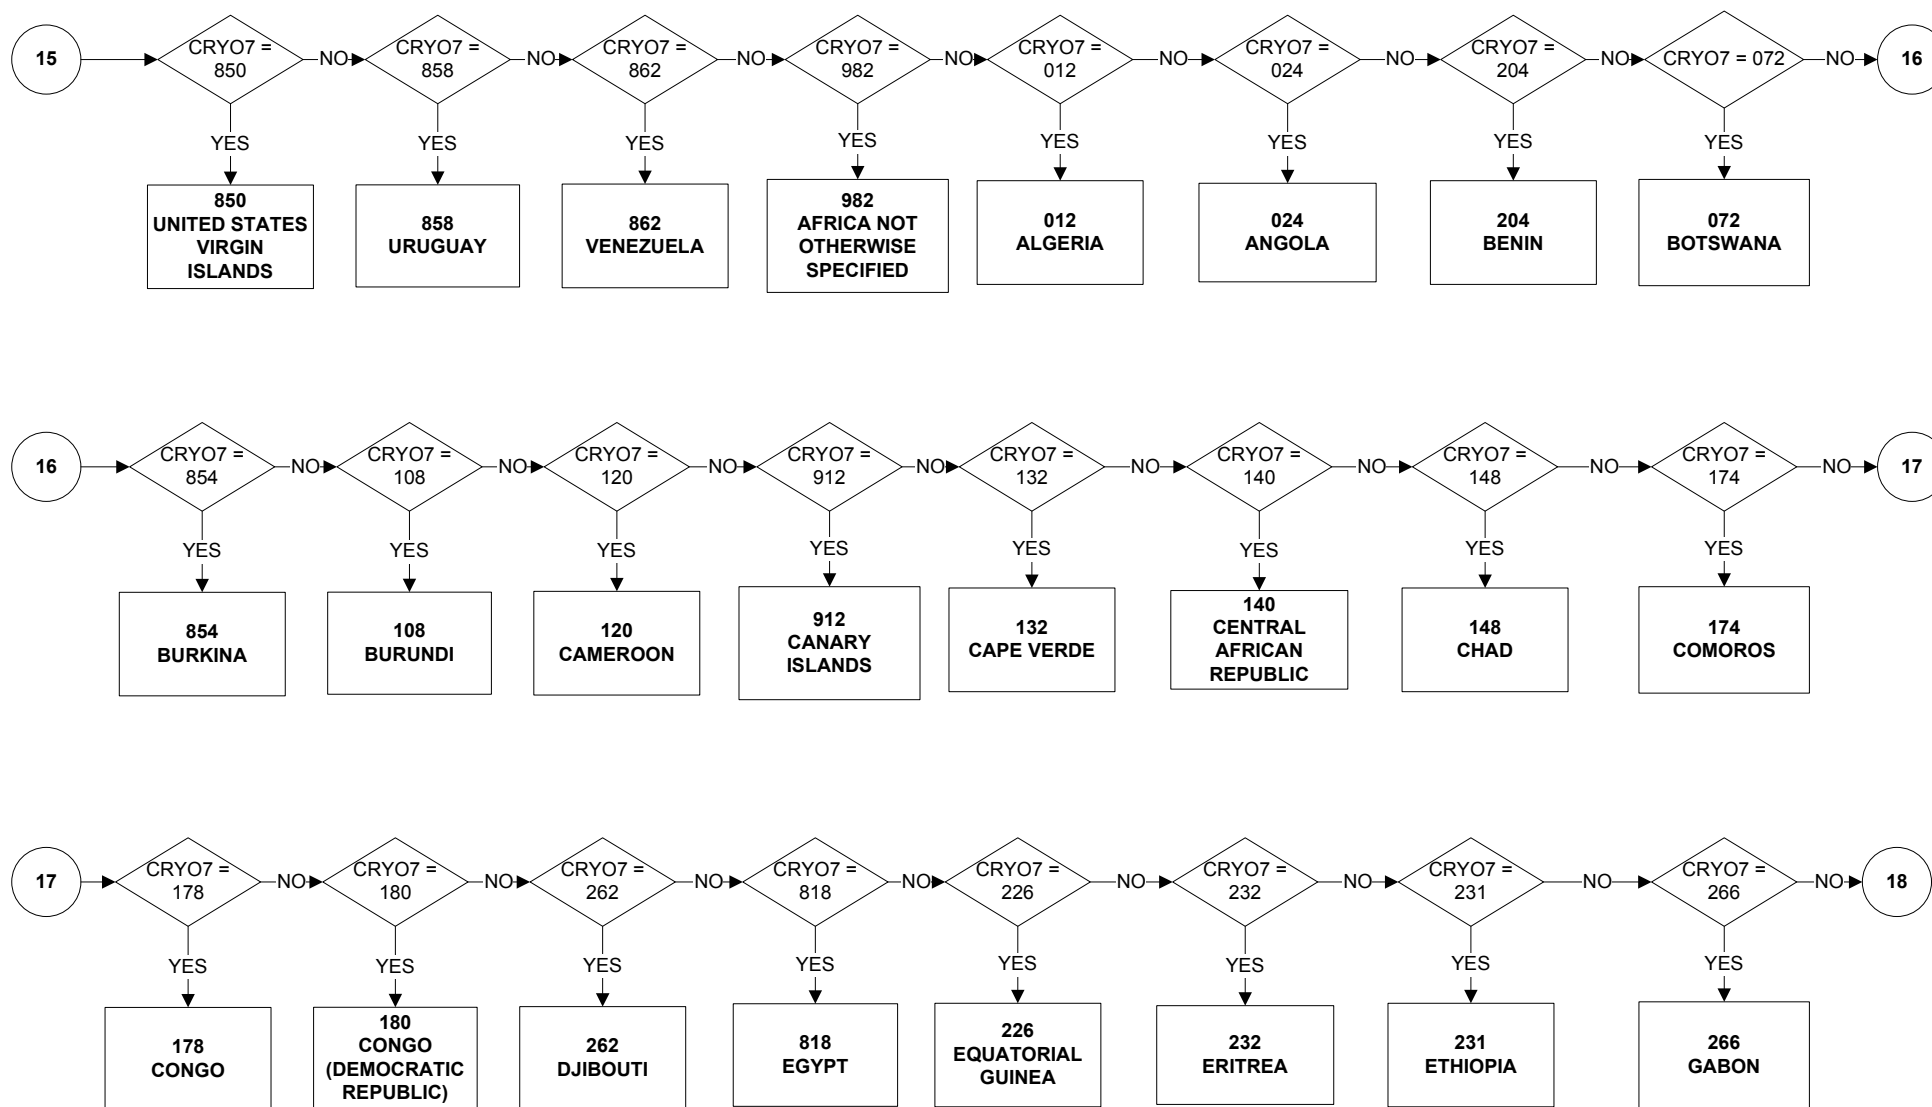 15
CRYO7 =
850
NO
CRYO7 =
858
NO
CRYO7 =
862
NO
CRYO7 =
982
NO
CRYO7 =
012
NO
CRYO7 =
024
NO
CRYO7 =
204
NO
CRYO7 = 072
NO
16
YES
YES
YES
YES
YES
YES
YES
YES
850
UNITED STATES
VIRGIN
ISLANDS
858
URUGUAY
862
VENEZUELA
982
AFRICA NOT
OTHERWISE
SPECIFIED
012
ALGERIA
024
ANGOLA
204
BENIN
072
BOTSWANA
16
CRYO7 =
854
NO
CRYO7 =
108
NO
CRYO7 =
120
NO
CRYO7 =
912
NO
CRYO7 =
132
NO
CRYO7 =
140
NO
CRYO7 =
148
NO
CRYO7 =
174
NO
17
YES
YES
YES
YES
YES
YES
YES
YES
854
BURKINA
108
BURUNDI
120
CAMEROON
912
CANARY
ISLANDS
132
CAPE VERDE
140
CENTRAL
AFRICAN
REPUBLIC
148
CHAD
174
COMOROS
17
CRYO7 =
178
NO
CRYO7 =
180
NO
CRYO7 =
262
NO
CRYO7 =
818
NO
CRYO7 =
226
NO
CRYO7 =
232
NO
CRYO7 =
231
NO
CRYO7 =
266
NO
18
YES
YES
YES
YES
YES
YES
YES
YES
178
CONGO
180
CONGO
(DEMOCRATIC
REPUBLIC)
262
DJIBOUTI
818
EGYPT
226
EQUATORIAL
GUINEA
232
ERITREA
231
ETHIOPIA
266
GABON